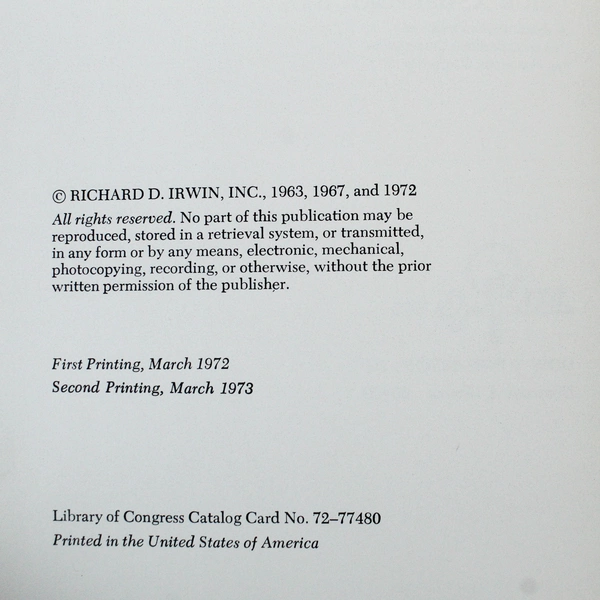 © RICHARD D. IRWIN, INC., 1963, 1967, and 1972
All rights reserved. No part of this publication may be
reproduced, stored in a retrieval system, or transmitted,
in any form or by any means, electronic, mechanical,
photocopying, recording, or otherwise, without the prior
written permission of the publisher.
First Printing, March 1972
Second Printing, March 1973
Library of Congress Catalog Card No. 72–77480
Printed in the United States of America